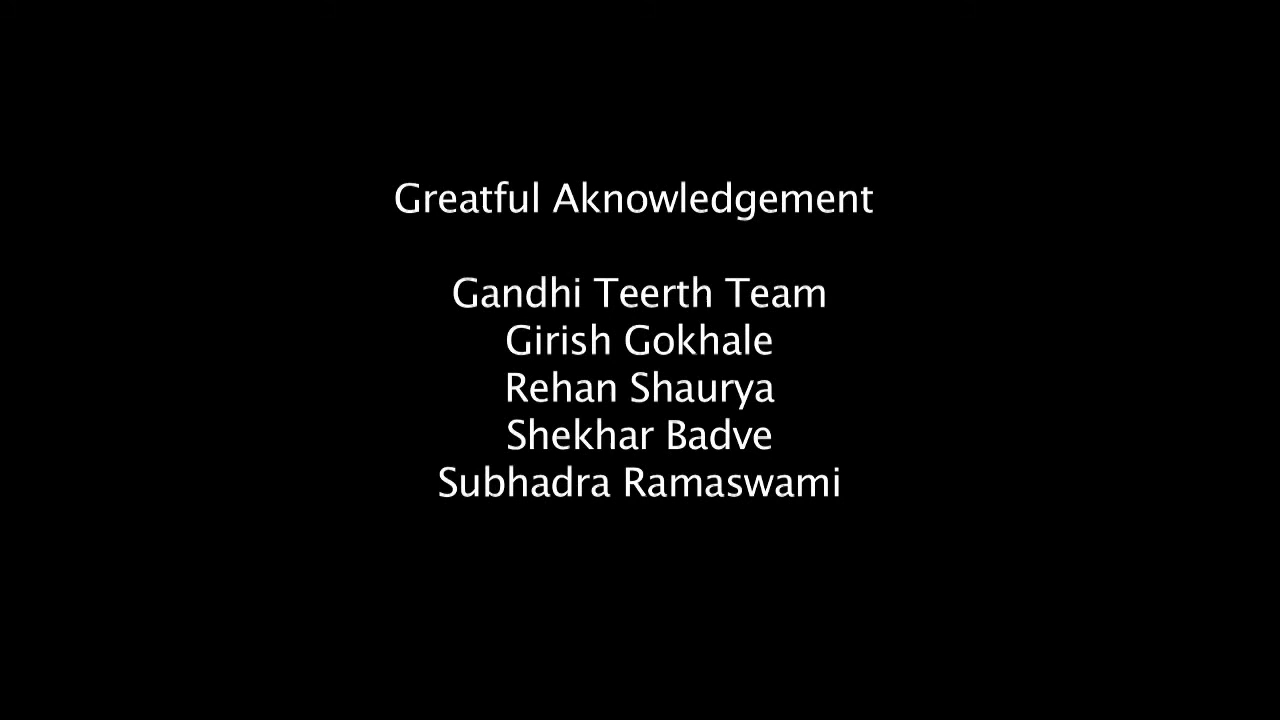 Greatful Aknowledgement
Gandhi Teerth Team
Girish Gokhale
Rehan Shaurya
Shekhar Badve
Subhadra Ramaswami